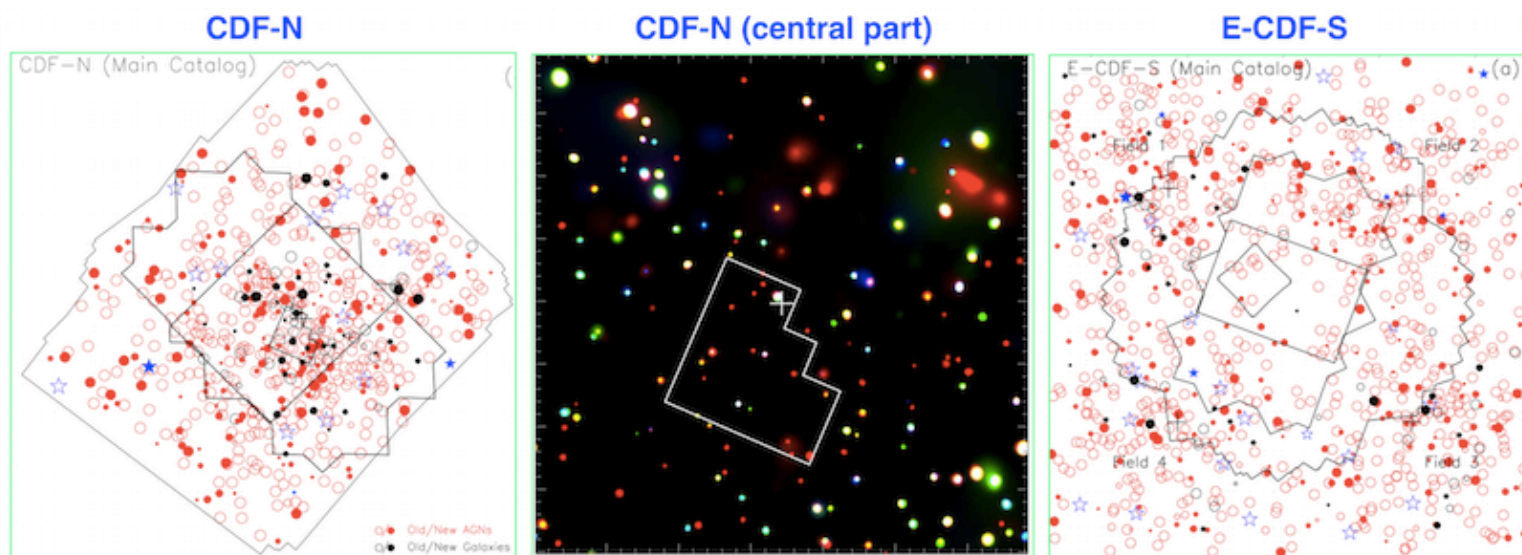 CDF-N
CDF-N (central part)
E-CDF-S
CDF-N (Main Catalog)
(
E-CDF-S (Main Catalog)
(a)
Field 1
Field 2
Field 4
Field 3
Old/New AGNs
Old/New Galaxies